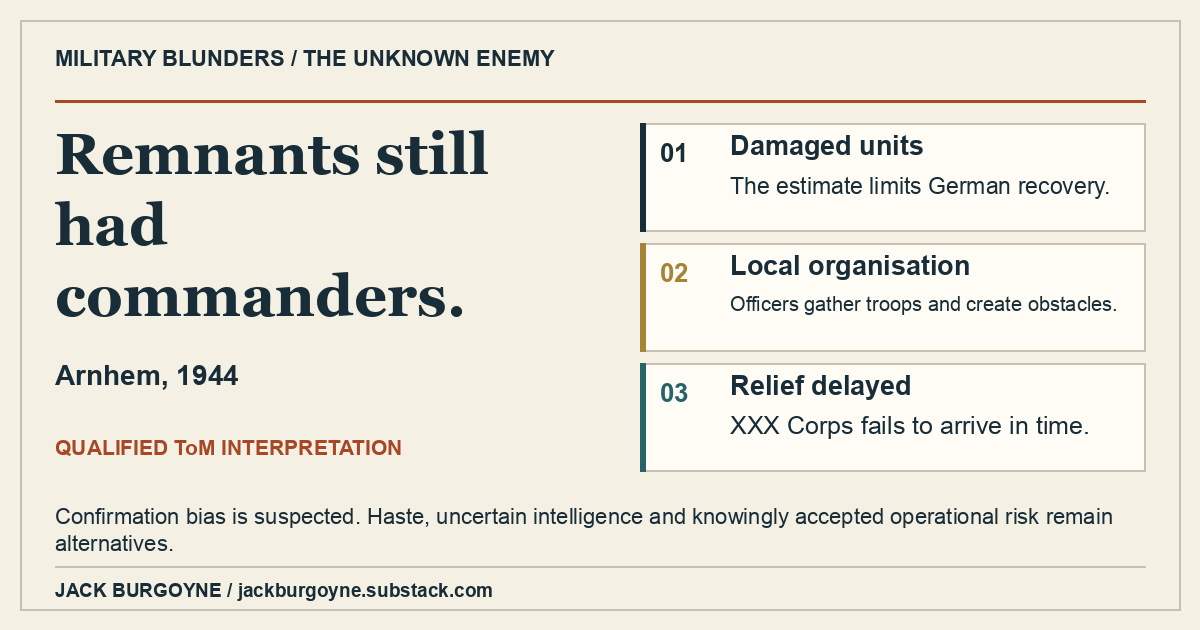 MILITARY BLUNDERS / THE UNKNOWN ENEMY
Remnants still
had
commanders.
Arnhem, 1944
QUALIFIED ToM INTERPRETATION
01
Damaged units
The estimate limits German recovery.
02
Local organisation
Officers gather troops and create obstacles.
03
Relief delayed
XXX Corps fails to arrive in time.
Confirmation bias is suspected. Haste, uncertain intelligence and knowingly accepted operational risk remain
alternatives.
JACK BURGOYNE / jackburgoyne.substack.com